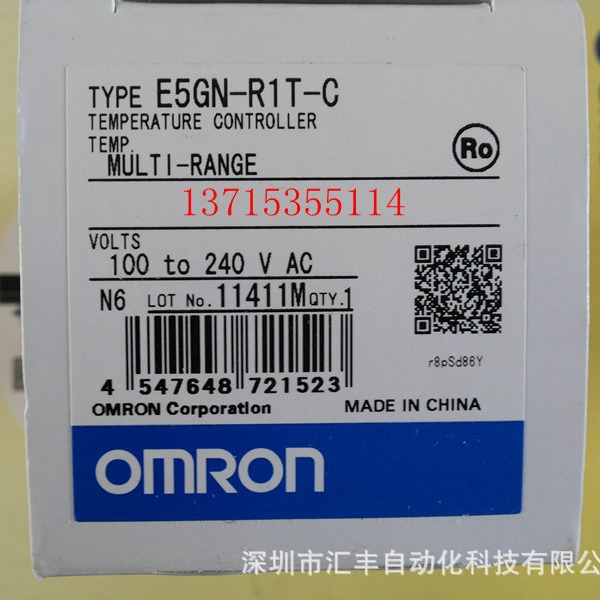 TYPE E5GN-R1T-C
TEMPERATURE CONTROLLER
TEMP.
MULTI-RANGE
Ro
13715355114
VOLTS
100 to 240 V AC
N6 LOT No. 11411M QTY. 1
r8pSd86Y
4 547648 721523
OMRON Corporation MADE IN CHINA
OMRON
深圳市汇丰自动化科技有限公